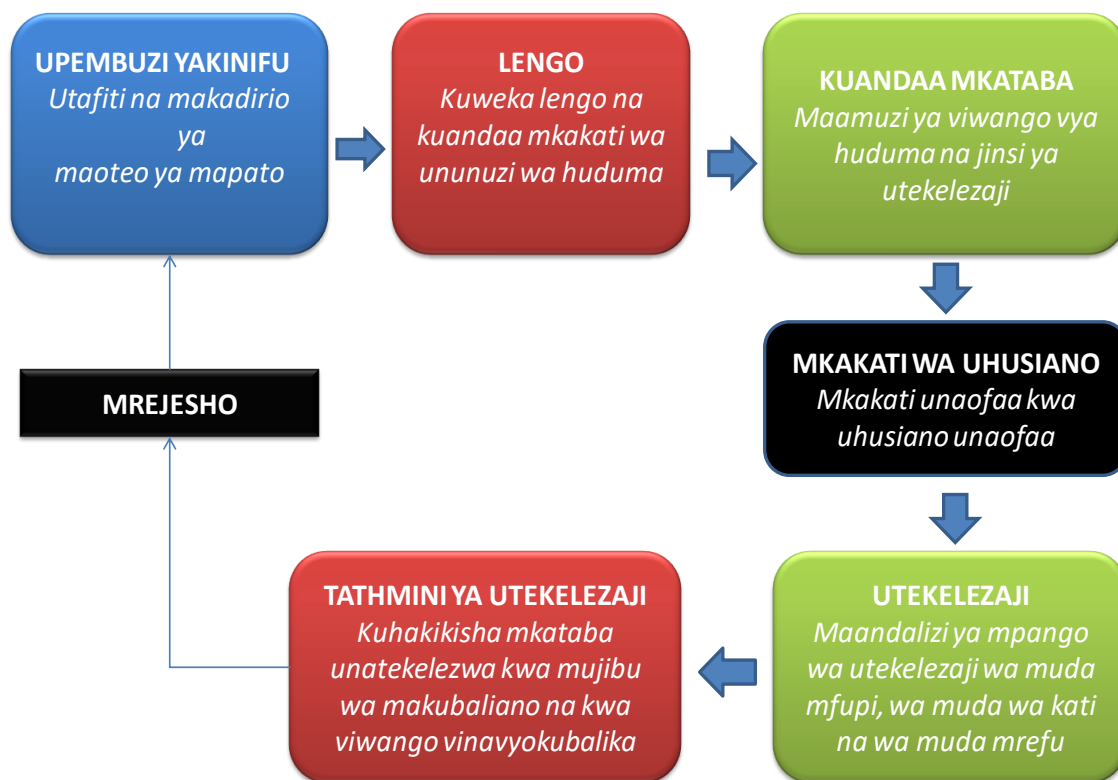 UPEMBUZI YAKINIFU
Utafiti na makadirio
ya
maoteo ya mapato
LENGO
Kuweka lengo na
kuandaa mkakati wa
ununuzi wa huduma
KUANDAA MKATABA
Maamuzi ya viwango vya
huduma na jinsi ya
utekelezaji
MKAKATI WA UHUSIANO
Mkakati unaofaa kwa
uhusiano unaofaa
UTEKELEZAJI
Maandalizi ya mpango
wa utekelezaji wa muda
mfupi, wa muda wa kati
na wa muda mrefu
TATHMINI YA UTEKELEZAJI
Kuhakikisha mkataba
unatekelezwa kwa mujibu
wa makubaliano na kwa
viwango vinavyokubalika
MREJESHO